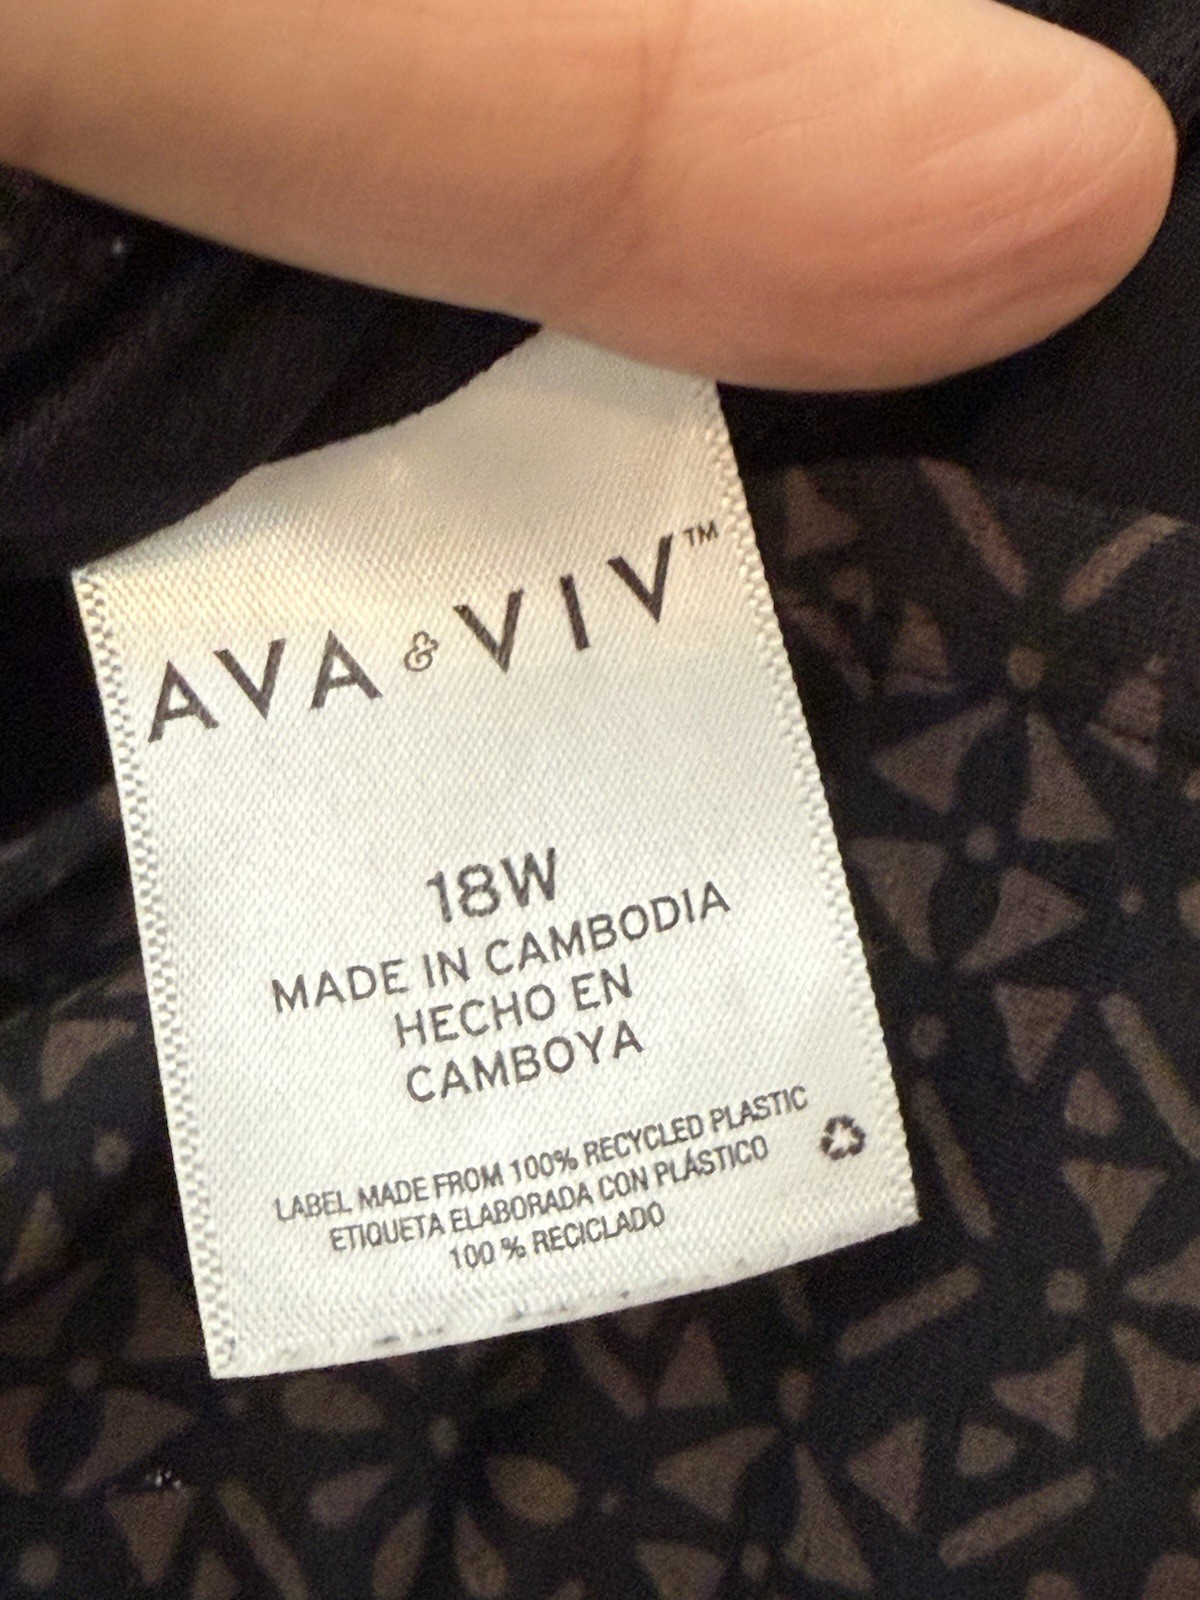 AVA & VIV™
18W
MADE IN CAMBODIA
HECHO EN
CAMBOYA
LABEL MADE FROM 100% RECYCLED PLASTIC
ETIQUETA ELABORADA CON PLÁSTICO
100 % RECICLADO